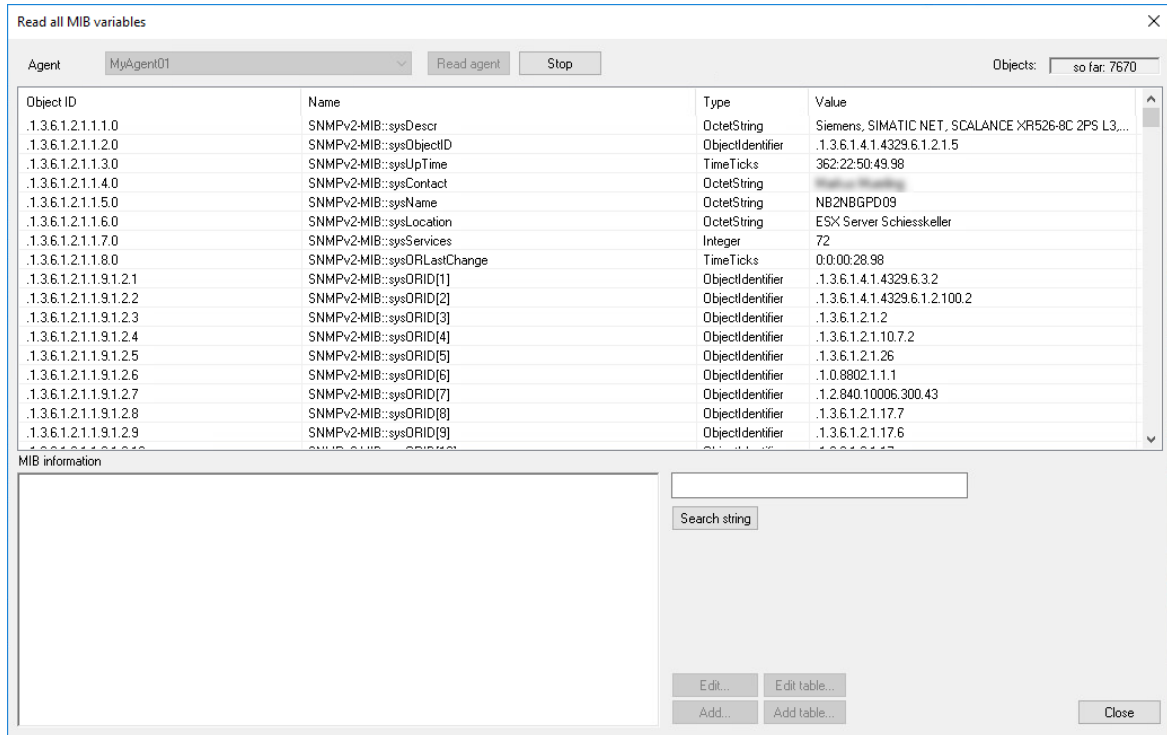 Read all MIB variables
Agent MyAgent01 Read agent Stop Objects: so far: 7670
Object ID Name Type Value
.1.3.6.1.2.1.1.1.0 SNMPv2-MIB::sysDescr OctetString Siemens, SIMATIC NET, SCALANCE XR526-8C 2PS L3,...
.1.3.6.1.2.1.1.2.0 SNMPv2-MIB::sysObjectID ObjectIdentifier .1.3.6.1.4.1.4329.6.1.2.1.5
.1.3.6.1.2.1.1.3.0 SNMPv2-MIB::sysUpTime TimeTicks 362:22:50:49.98
.1.3.6.1.2.1.1.4.0 SNMPv2-MIB::sysContact OctetString
.1.3.6.1.2.1.1.5.0 SNMPv2-MIB::sysName OctetString NB2NBGPD09
.1.3.6.1.2.1.1.6.0 SNMPv2-MIB::sysLocation OctetString ESX Server Schiesskeller
.1.3.6.1.2.1.1.7.0 SNMPv2-MIB::sysServices Integer 72
.1.3.6.1.2.1.1.8.0 SNMPv2-MIB::sysORLastChange TimeTicks 0:0:00:28.98
.1.3.6.1.2.1.1.9.1.2.1 SNMPv2-MIB::sysORID[1] ObjectIdentifier .1.3.6.1.4.1.4329.6.3.2
.1.3.6.1.2.1.1.9.1.2.2 SNMPv2-MIB::sysORID[2] ObjectIdentifier .1.3.6.1.4.1.4329.6.1.2.100.2
.1.3.6.1.2.1.1.9.1.2.3 SNMPv2-MIB::sysORID[3] ObjectIdentifier .1.3.6.1.2.1.2
.1.3.6.1.2.1.1.9.1.2.4 SNMPv2-MIB::sysORID[4] ObjectIdentifier .1.3.6.1.2.1.10.7.2
.1.3.6.1.2.1.1.9.1.2.5 SNMPv2-MIB::sysORID[5] ObjectIdentifier .1.3.6.1.2.1.26
.1.3.6.1.2.1.1.9.1.2.6 SNMPv2-MIB::sysORID[6] ObjectIdentifier .1.0.8802.1.1.1
.1.3.6.1.2.1.1.9.1.2.7 SNMPv2-MIB::sysORID[7] ObjectIdentifier .1.2.840.10006.300.43
.1.3.6.1.2.1.1.9.1.2.8 SNMPv2-MIB::sysORID[8] ObjectIdentifier .1.3.6.1.2.1.17.7
.1.3.6.1.2.1.1.9.1.2.9 SNMPv2-MIB::sysORID[9] ObjectIdentifier .1.3.6.1.2.1.17.6
MIB information
Search string
Edit... Edit table...
Add... Add table... Close